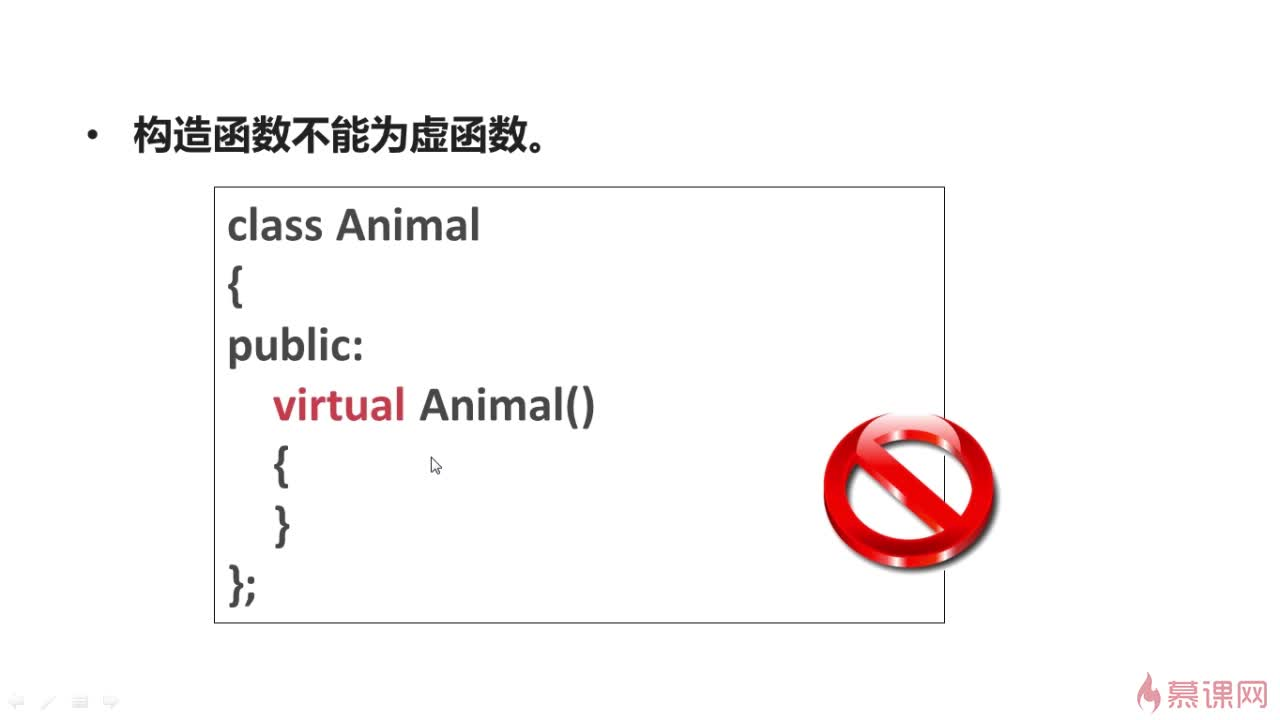 • 构造函数不能为虚函数。
class Animal
{
public:
virtual Animal()
{
}
};
慕课网